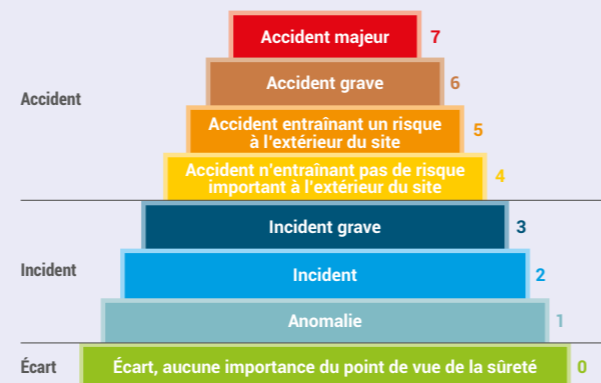 Accident majeur 7
Accident grave 6
Accident
Accident entraînant un risque
à l'extérieur du site 5
Accident n'entraînant pas de risque
important à l'extérieur du site 4
Incident grave 3
Incident
Incident 2
Anomalie 1
Écart
Écart, aucune importance du point de vue de la sûreté 0